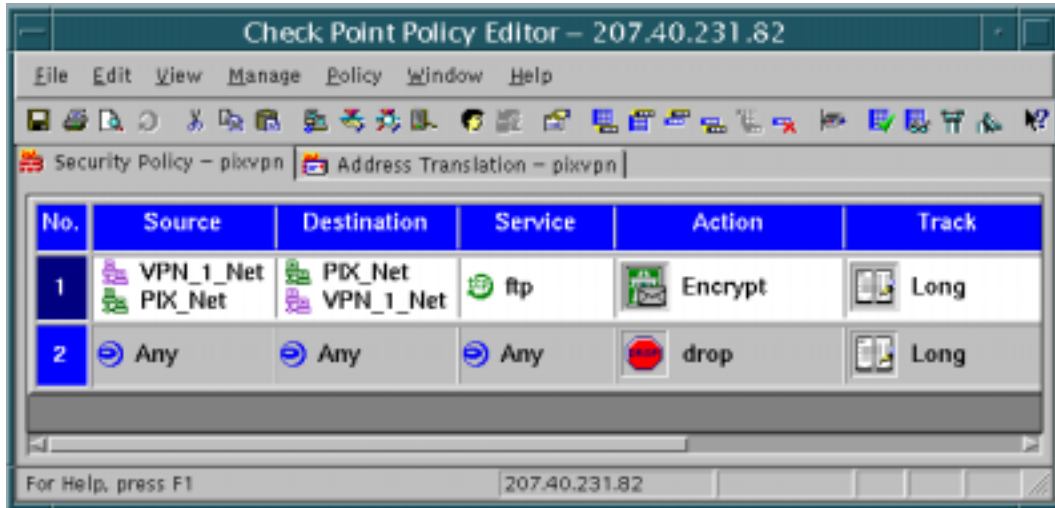 Check Point Policy Editor – 207.40.231.82
File Edit View Manage Policy Window Help
Security Policy – pixvpn Address Translation – pixvpn
No. Source Destination Service Action Track
1 VPN_1_Net PIX_Net ftp Encrypt Long
PIX_Net VPN_1_Net
2 Any Any Any drop Long
For Help, press F1 207.40.231.82